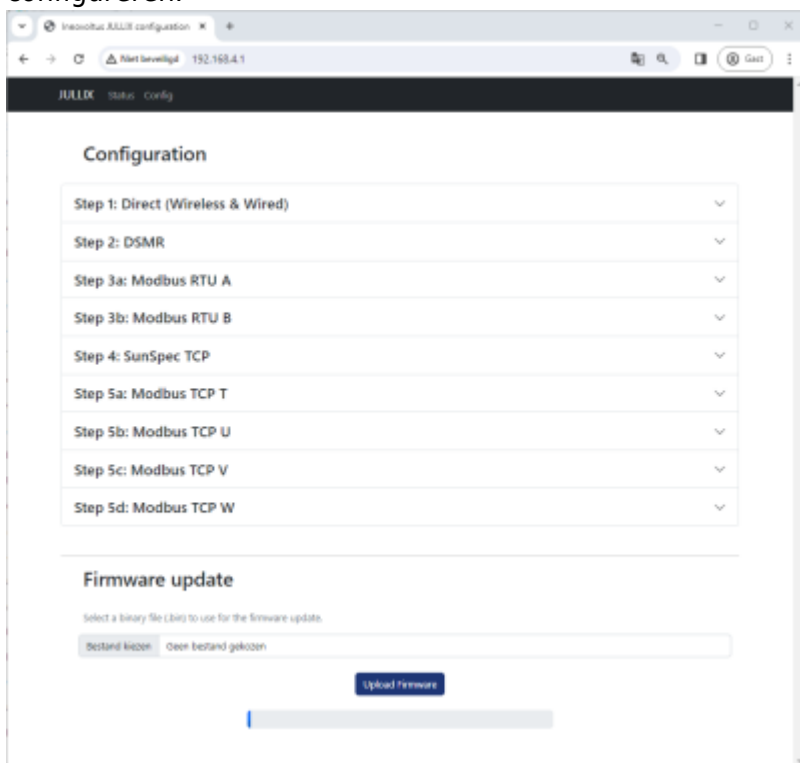 configureren.
Ineovoltus JULLIX configuration
Niet beveiligd 192.168.4.1
Gast
JULLIX Status Config
Configuration
Step 1: Direct (Wireless & Wired)
Step 2: DSMR
Step 3a: Modbus RTU A
Step 3b: Modbus RTU B
Step 4: SunSpec TCP
Step 5a: Modbus TCP T
Step 5b: Modbus TCP U
Step 5c: Modbus TCP V
Step 5d: Modbus TCP W
Firmware update
Select a binary file (.bin) to use for the firmware update.
Bestand kiezen Geen bestand gekozen
Upload Firmware